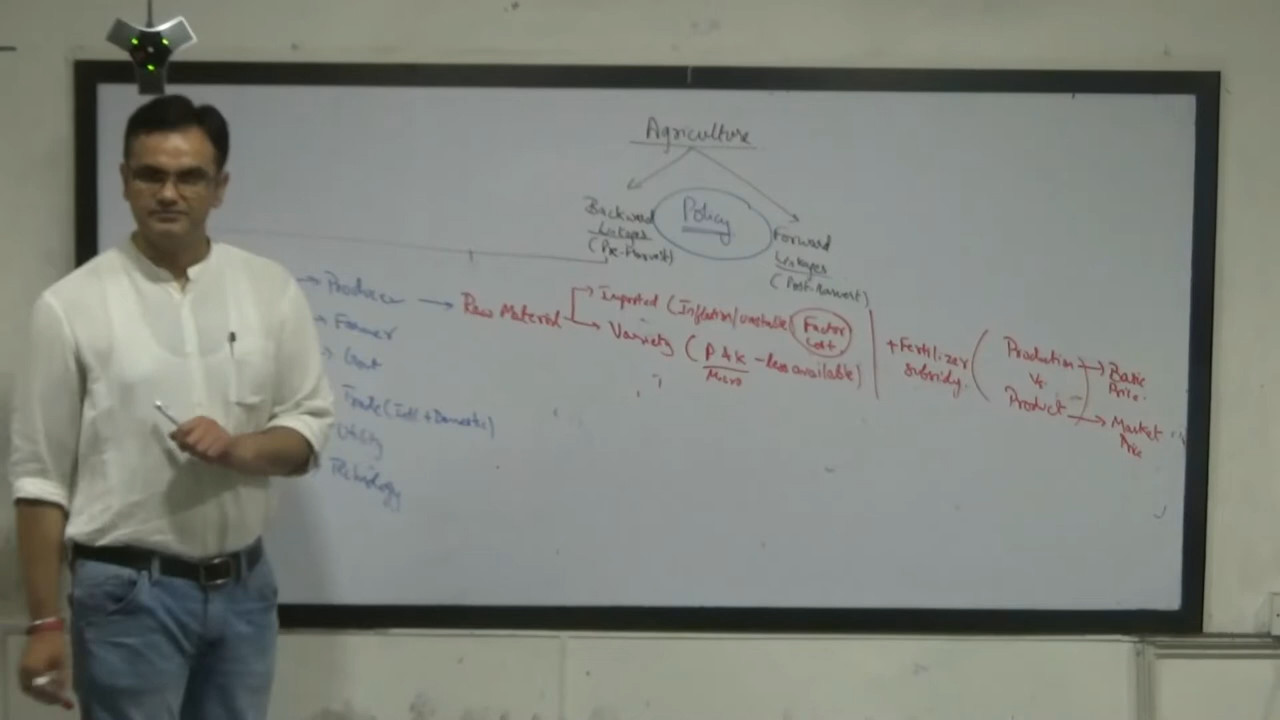 Agriculture
Policy
Backward
Linkages
(Pre-Harvest)
Forward
Linkages
(Post-Harvest)
→ Producer → Raw Material
→ Imported (Inflation/unstable Factor
Cost
→ Variety (P & K - less available)
Micro
+ Fertilizer
subsidy
( Production → Basic
Price
Vs
Product → Market
Price
→ Farmer
→ Govt
Trade (Intl + Domestic)
Utility
Technology